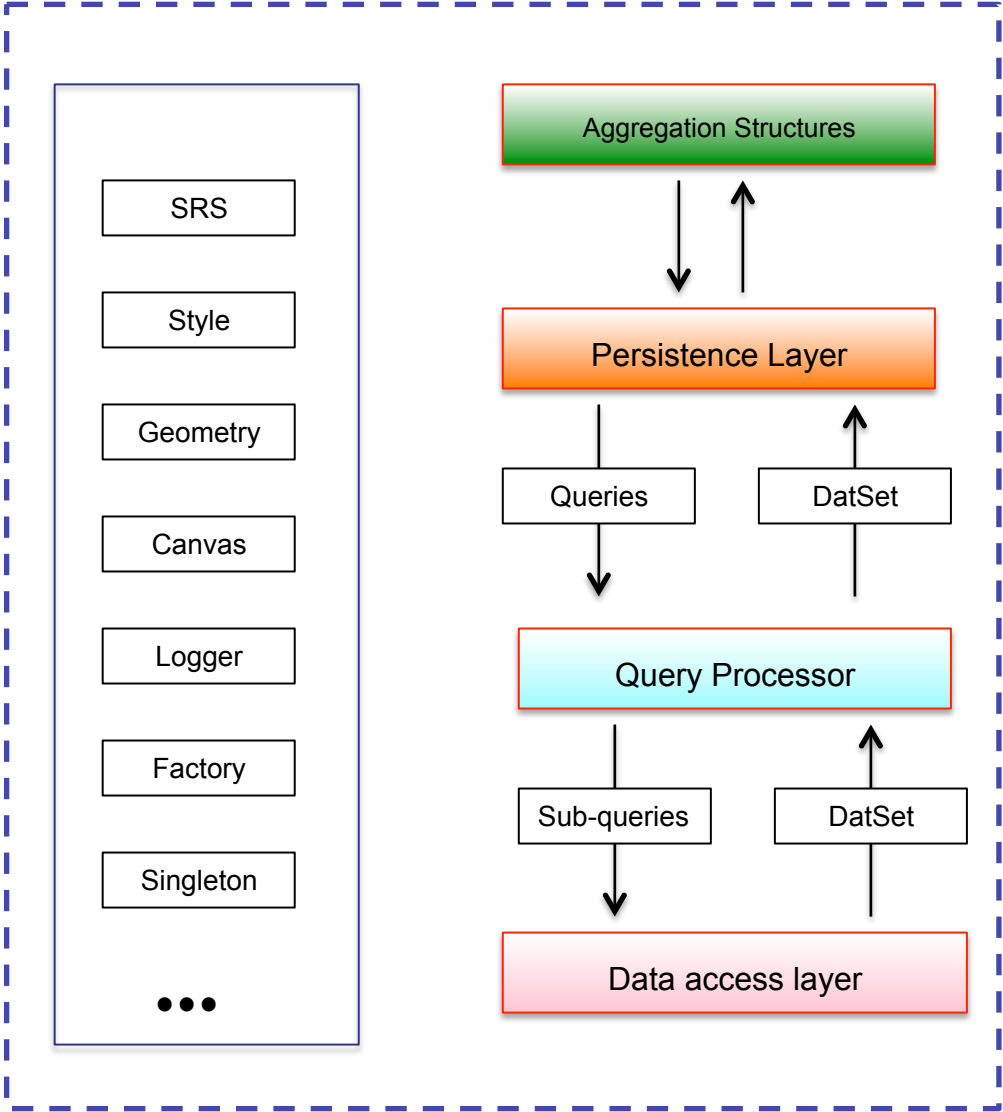 SRS
Style
Geometry
Canvas
Logger
Factory
Singleton
Aggregation Structures
Persistence Layer
Queries
DatSet
Query Processor
Sub-queries
DatSet
Data access layer